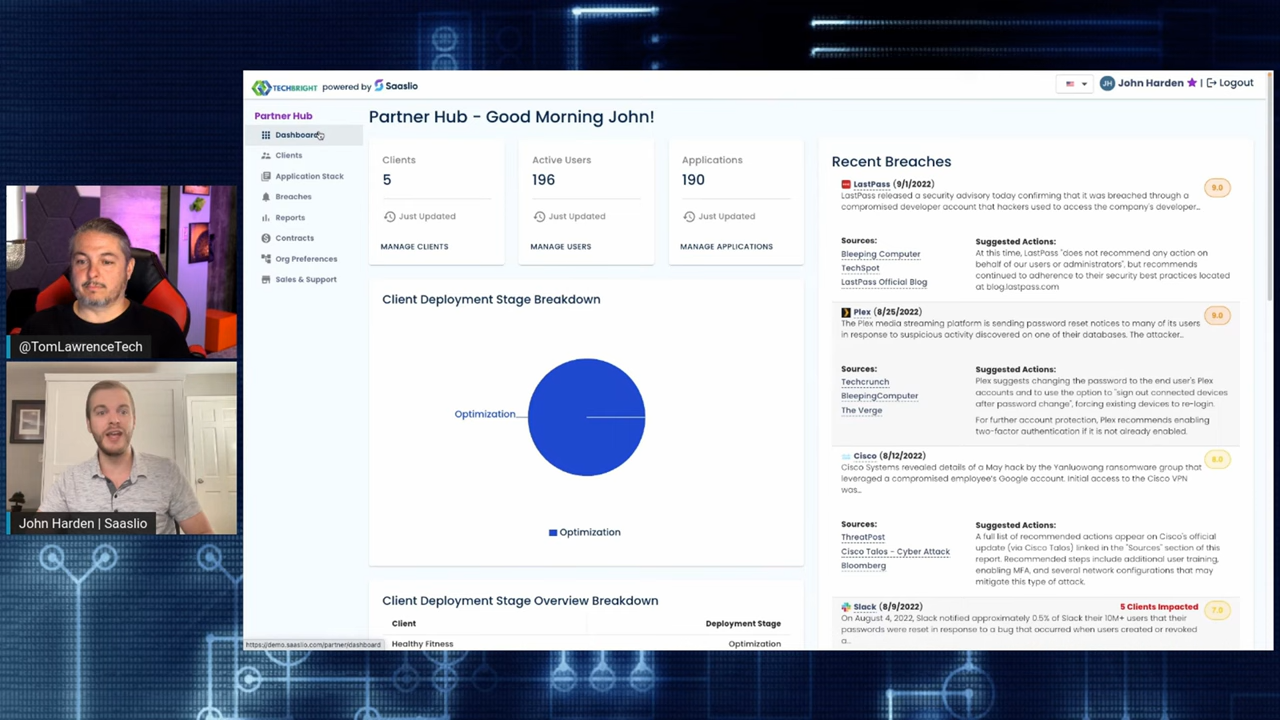 TECHBRIGHT powered by Saaslio
John Harden | Logout
JH
Partner Hub
Dashboard
Clients
Application Stack
Breaches
Reports
Contracts
Org Preferences
Sales & Support
Partner Hub - Good Morning John!
Clients
5
Just Updated
MANAGE CLIENTS
Active Users
196
Just Updated
MANAGE USERS
Applications
190
Just Updated
MANAGE APPLICATIONS
Client Deployment Stage Breakdown
Optimization
Optimization
Client Deployment Stage Overview Breakdown
Client Deployment Stage
Healthy Fitness Optimization
Recent Breaches
LastPass (9/1/2022)
9.0
LastPass released a security advisory today confirming that it was breached through a
compromised developer account that hackers used to access the company's developer...
Sources:
Bleeping Computer
TechSpot
LastPass Official Blog
Suggested Actions:
At this time, LastPass "does not recommend any action on
behalf of our users or administrators", but recommends
continued to adherence to their security best practices located
at blog.lastpass.com
Plex (8/25/2022)
9.0
The Plex media streaming platform is sending password reset notices to many of its users
in response to suspicious activity discovered on one of their databases. The attacker...
Sources:
Techcrunch
BleepingComputer
The Verge
Suggested Actions:
Plex suggests changing the password to the end user's Plex
accounts and to use the option to "sign out connected devices
after password change", forcing existing devices to re-login.
For further account protection, Plex recommends enabling
two-factor authentication if it is not already enabled.
Cisco (8/12/2022)
8.0
Cisco Systems revealed details of a May hack by the Yanluowang ransomware group that
leveraged a compromised employee's Google account. Initial access to the Cisco VPN
was...
Sources:
ThreatPost
Cisco Talos - Cyber Attack
Bloomberg
Suggested Actions:
A full list of recommended actions appear on Cisco's official
update (via Cisco Talos) linked in the "Sources" section of this
report. Recommended steps include additional user training,
enabling MFA, and several network configurations that may
mitigate this type of attack.
Slack (8/9/2022)
5 Clients Impacted
7.0
On August 4, 2022, Slack notified approximately 0.5% of Slack their 10M+ users that their
passwords were reset in response to a bug that occurred when users created or revoked
a...
https://demo.saaslio.com/partner/dashboard
@TomLawrenceTech
John Harden | Saaslio